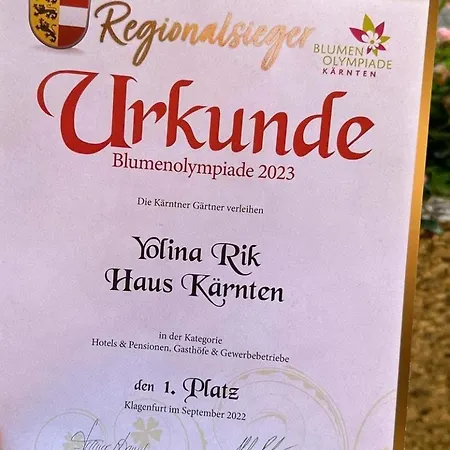 Regionalsieger
BLUMEN
OLYMPIADE
KÄRNTEN
Urkunde
Blumenolympiade 2023
Die Kärntner Gärtner verleihen
Yolina Rik
Haus Kärnten
in der Kategorie
Hotels & Pensionen, Gasthöfe & Gewerbebetriebe
den 1. Platz
Klagenfurt im September 2022